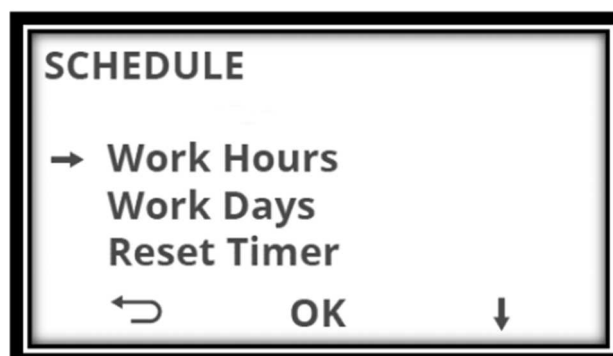 SCHEDULE
→ Work Hours
Work Days
Reset Timer
OK ↓